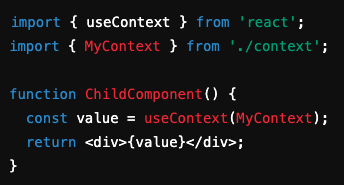 import { useContext } from 'react';
import { MyContext } from './context';

function ChildComponent() {
  const value = useContext(MyContext);
  return <div>{value}</div>;
}